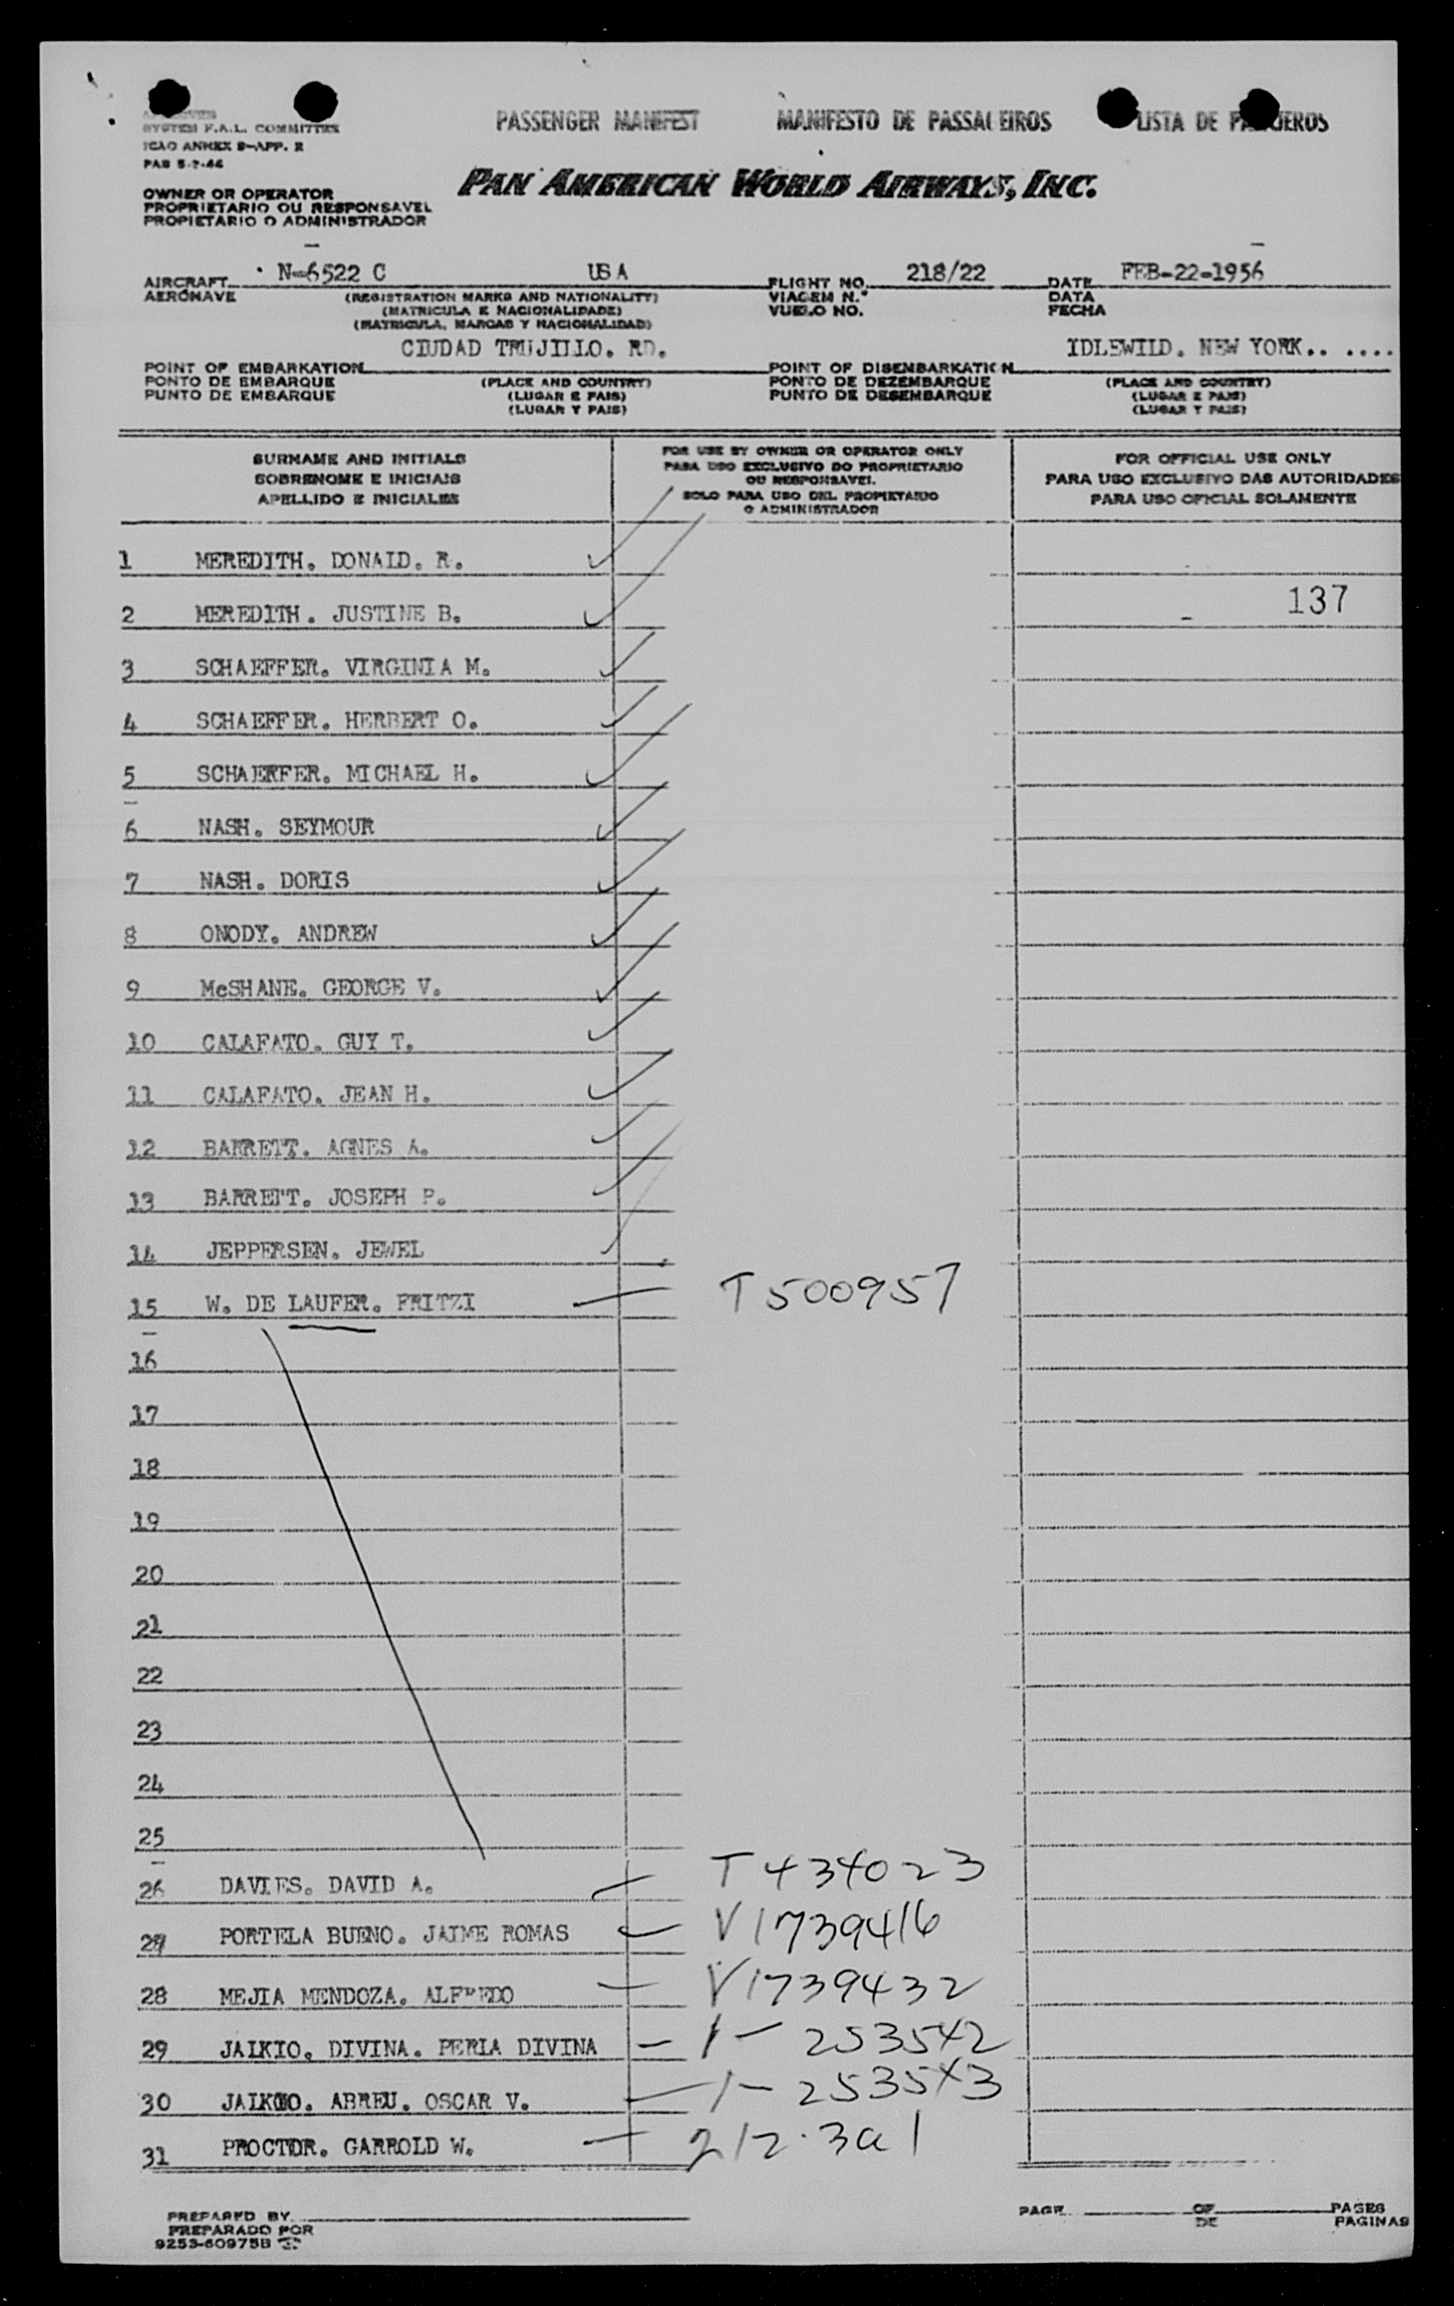 SYSTEM F.A.L. COMMITTEE
ICAO ANNEX 9-APP. 2
PAB 5-7-46
PASSENGER MANIFEST MANIFESTO DE PASSAGEIROS LISTA DE PASAJEROS
PAN AMERICAN WORLD AIRWAYS, INC.
OWNER OR OPERATOR
PROPRIETARIO OU RESPONSAVEL
PROPIETARIO O ADMINISTRADOR
AIRCRAFT N-6522 C USA FLIGHT NO. 218/22 DATE FEB-22-1956
AERONAVE (REGISTRATION MARKS AND NATIONALITY) VIAGEM N.° DATA
(MATRICULA E NACIONALIDADE) VUELO NO. FECHA
(MATRICULA, MARCAS Y NACIONALIDAD)
CIUDAD TRUJILLO. RD. IDLEWILD. NEW YORK.. ....
POINT OF EMBARKATION POINT OF DISEMBARKATION
PONTO DE EMBARQUE (PLACE AND COUNTRY) PONTO DE DEZEMBARQUE (PLACE AND COUNTRY)
PUNTO DE EMBARQUE (LUGAR E PAIS) PUNTO DE DESEMBARQUE (LUGAR E PAIS)
(LUGAR Y PAIS) (LUGAR Y PAIS)
SURNAME AND INITIALS
SOBRENOME E INICIAIS
APELLIDO E INICIALES
FOR USE BY OWNER OR OPERATOR ONLY
PARA USO EXCLUSIVO DO PROPRIETARIO
OU RESPONSAVEL
SOLO PARA USO DEL PROPIETARIO
O ADMINISTRADOR
FOR OFFICIAL USE ONLY
PARA USO EXCLUSIVO DAS AUTORIDADES
PARA USO OFICIAL SOLAMENTE
1 MEREDITH. DONALD. R.
2 MEREDITH. JUSTINE B. 137
3 SCHAEFFER. VIRGINIA M.
4 SCHAEFFER. HERBERT O.
5 SCHAEFFER. MICHAEL H.
6 NASH. SEYMOUR
7 NASH. DORIS
8 ONODY. ANDREW
9 McSHANE. GEORGE V.
10 CALAFATO. GUY T.
11 CALAFATO. JEAN H.
12 BARRETT. AGNES A.
13 BARRETT. JOSEPH P.
14 JEPPERSEN. JEWEL
15 W. DE LAUFER. FRITZI T500957
16
17
18
19
20
21
22
23
24
25
26 DAVIES. DAVID A. T434023
27 PORTELA BUENO. JAIME ROMAS V1739416
28 MEJIA MENDOZA. ALFREDO V1739432
29 JAIKIO. DIVINA. PERLA DIVINA 1- 253542
30 ABREU. OSCAR V. 1- 253543
31 PROCTOR. GARROLD W. 212.3a1
PREPARED BY PAGE OF PAGES
PREPARADO POR DE PAGINAS
9253-60975B